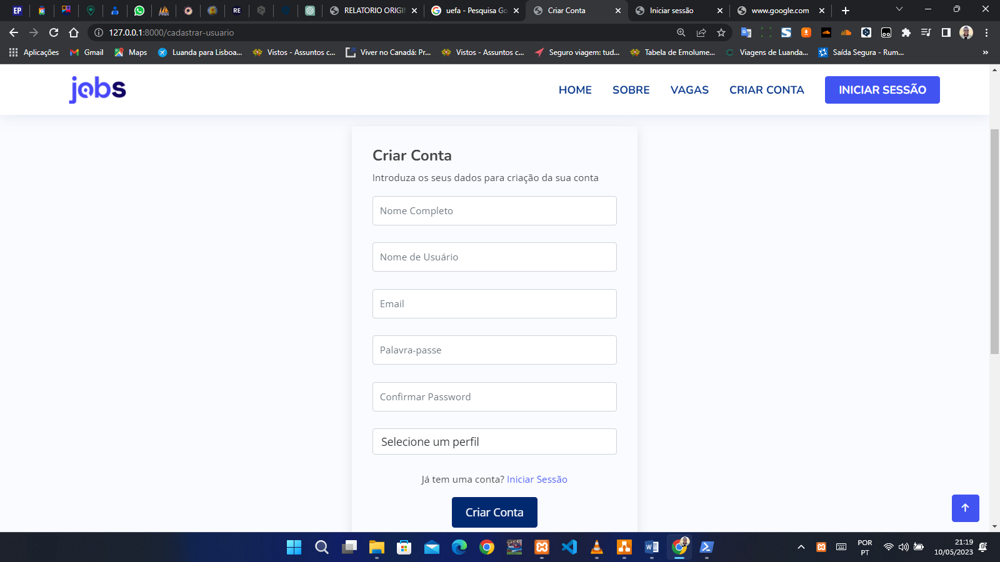 EP
RE
RELATORIO ORIGI
uefa - Pesquisa Go
Criar Conta
Iniciar sessão
www.google.com
127.0.0.1:8000/cadastrar-usuario
Aplicações
Gmail
Maps
Luanda para Lisboa...
Vistos - Assuntos c...
Viver no Canadá: Pr...
Vistos - Assuntos c...
Seguro viagem: tud...
Tabela de Emolume...
Viagens de Luanda...
Saída Segura - Rum...
»
jobs
HOME
SOBRE
VAGAS
CRIAR CONTA
INICIAR SESSÃO
Criar Conta
Introduza os seus dados para criação da sua conta
Nome Completo
Nome de Usuário
Email
Palavra-passe
Confirmar Password
Selecione um perfil
Já tem uma conta? Iniciar Sessão
Criar Conta
POR
PT
21:19
10/05/2023